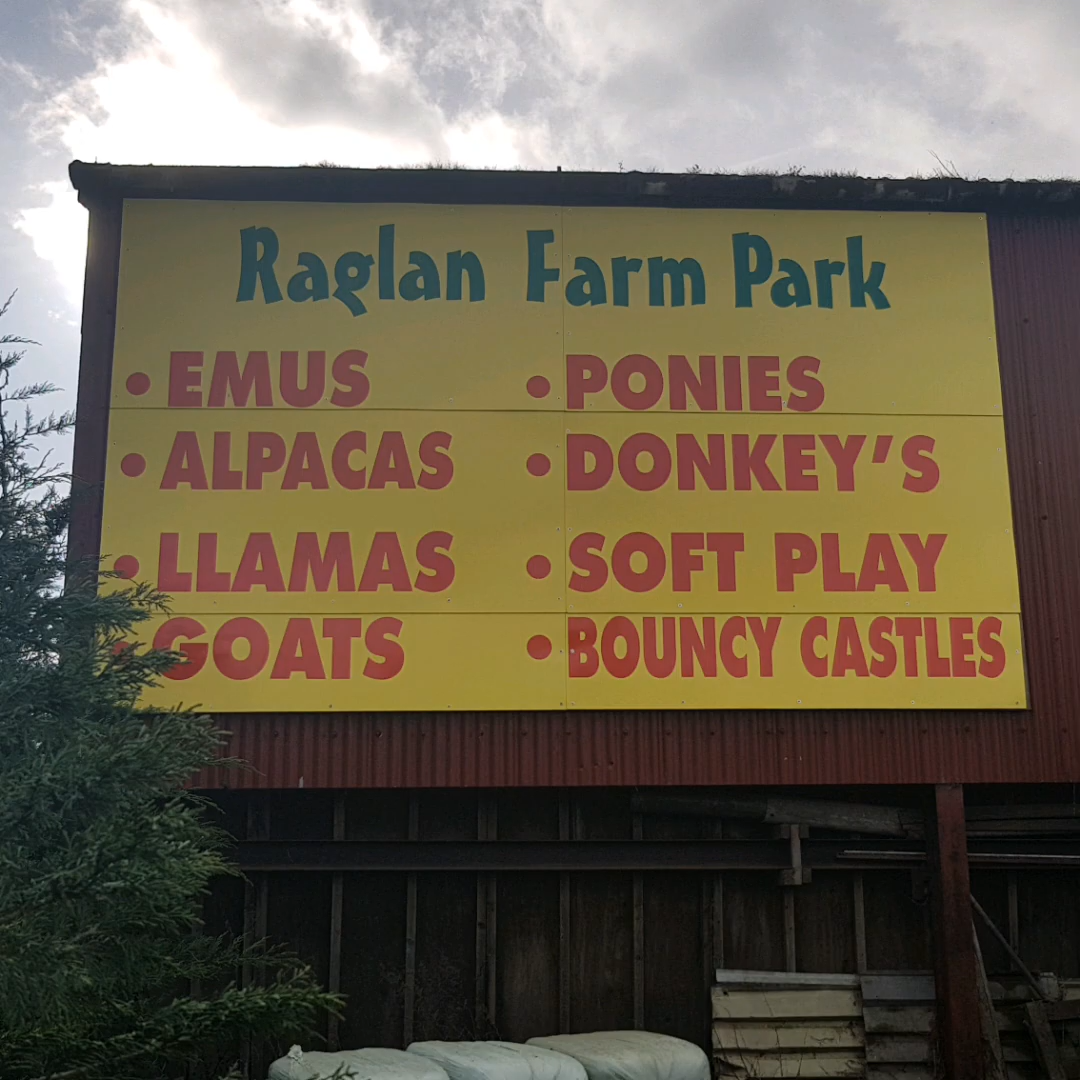 Raglan Farm Park
• EMUS
• ALPACAS
• LLAMAS
• GOATS
• PONIES
• DONKEY'S
• SOFT PLAY
• BOUNCY CASTLES